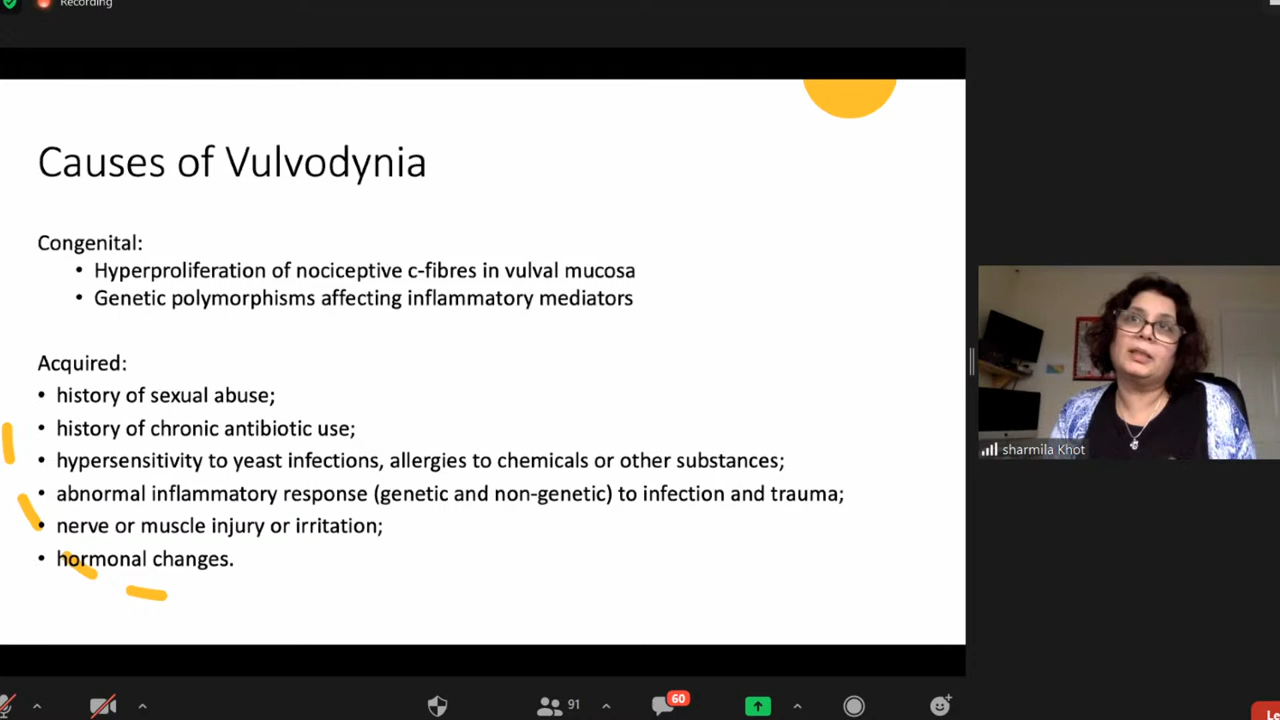 Recording
Causes of Vulvodynia
Congenital:
• Hyperproliferation of nociceptive c-fibres in vulval mucosa
• Genetic polymorphisms affecting inflammatory mediators
Acquired:
• history of sexual abuse;
• history of chronic antibiotic use;
• hypersensitivity to yeast infections, allergies to chemicals or other substances;
• abnormal inflammatory response (genetic and non-genetic) to infection and trauma;
• nerve or muscle injury or irritation;
• hormonal changes.
sharmila Khot
91
60